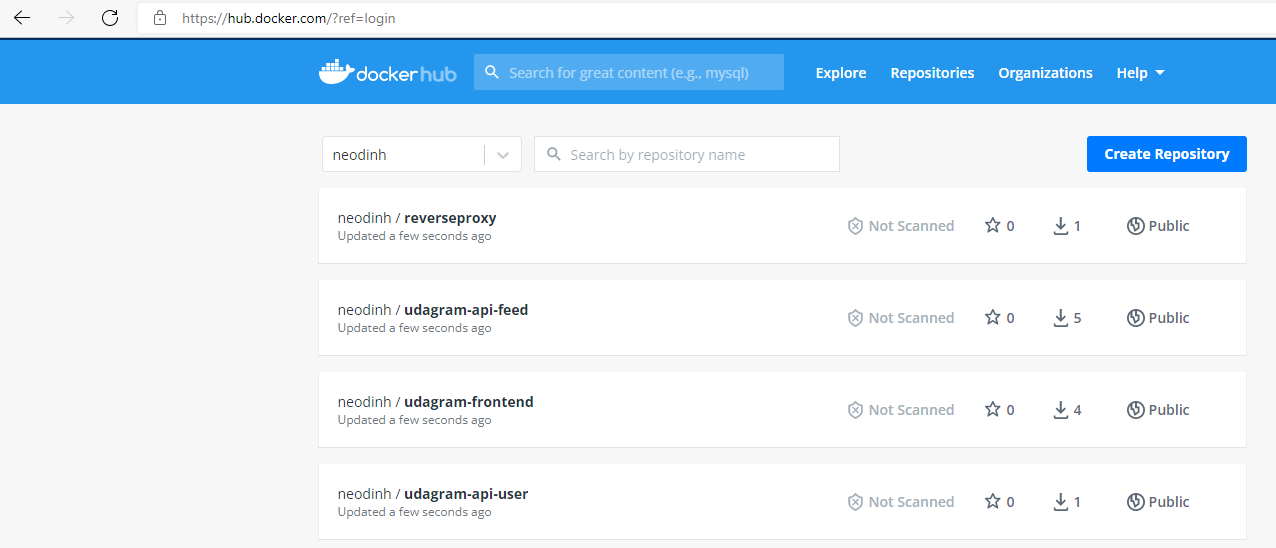 https://hub.docker.com/?ref=login
docker hub Search for great content (e.g., mysql) Explore Repositories Organizations Help
neodinh Search by repository name Create Repository
neodinh / reverseproxy
Updated a few seconds ago
Not Scanned 0 1 Public
neodinh / udagram-api-feed
Updated a few seconds ago
Not Scanned 0 5 Public
neodinh / udagram-frontend
Updated a few seconds ago
Not Scanned 0 4 Public
neodinh / udagram-api-user
Updated a few seconds ago
Not Scanned 0 1 Public